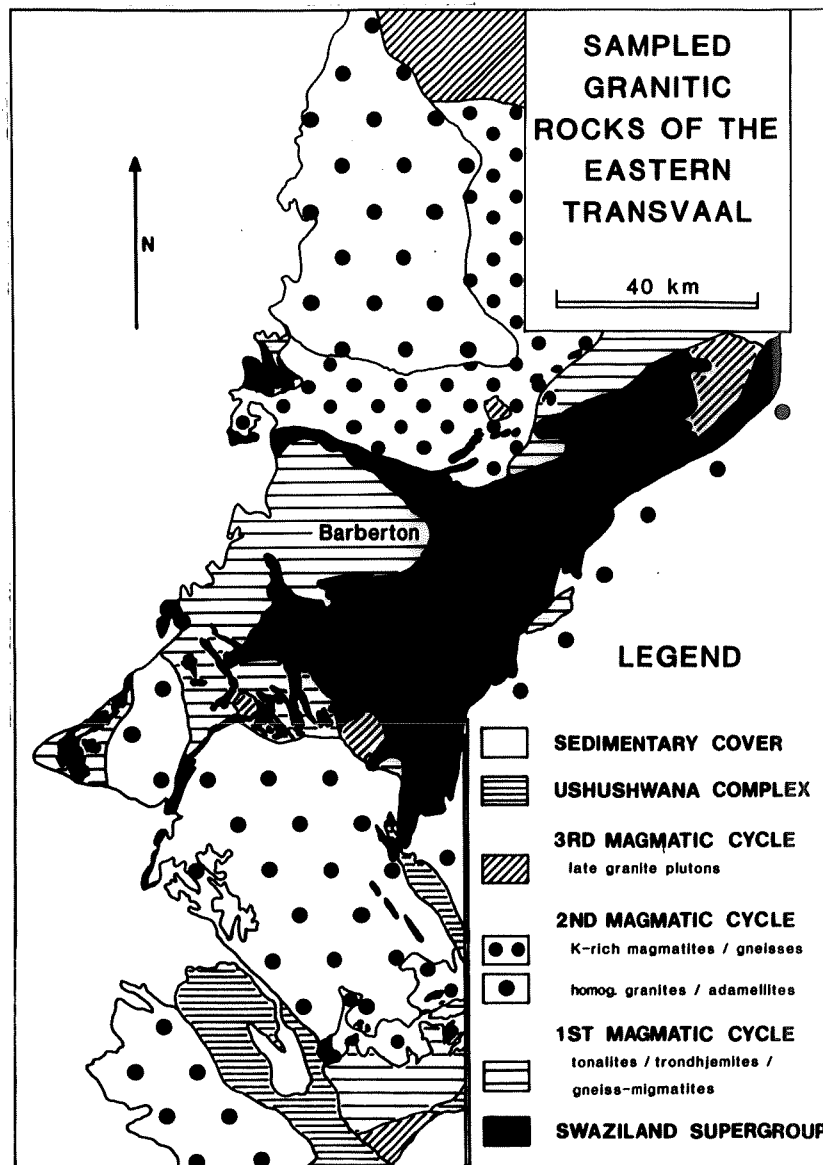 SAMPLED
GRANITIC
ROCKS OF THE
EASTERN
TRANSVAAL
40 km
N
Barberton
LEGEND
SEDIMENTARY COVER
USHUSHWANA COMPLEX
3RD MAGMATIC CYCLE
late granite plutons
2ND MAGMATIC CYCLE
K-rich magmatites / gneisses
homog. granites / adamellites
1ST MAGMATIC CYCLE
tonalites / trondhjemites /
gneiss-migmatites
SWAZILAND SUPERGROUP